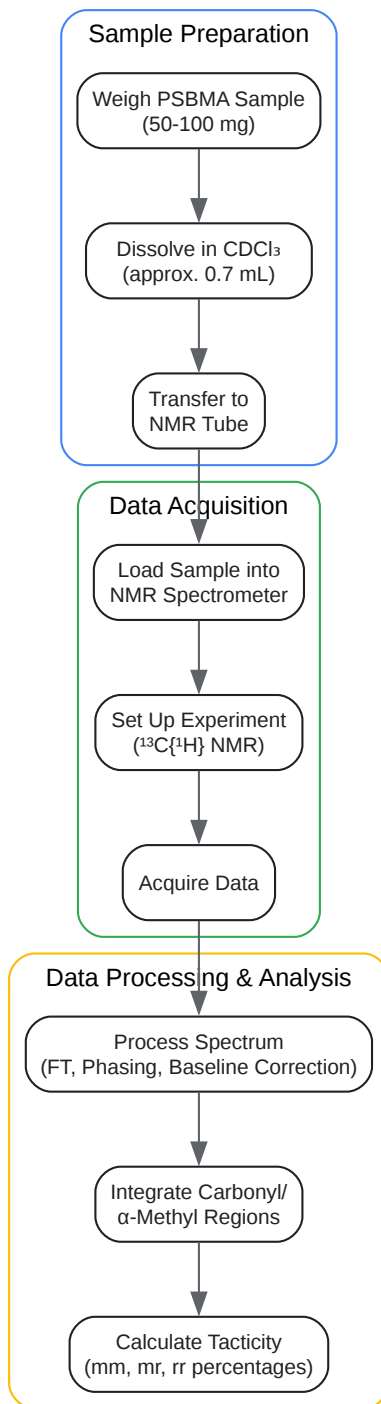 Sample Preparation
Weigh PSBMA Sample
(50-100 mg)
Dissolve in CDCl₃
(approx. 0.7 mL)
Transfer to
NMR Tube
Data Acquisition
Load Sample into
NMR Spectrometer
Set Up Experiment
(¹³C{¹H} NMR)
Acquire Data
Data Processing & Analysis
Process Spectrum
(FT, Phasing, Baseline Correction)
Integrate Carbonyl/
α-Methyl Regions
Calculate Tacticity
(mm, mr, rr percentages)